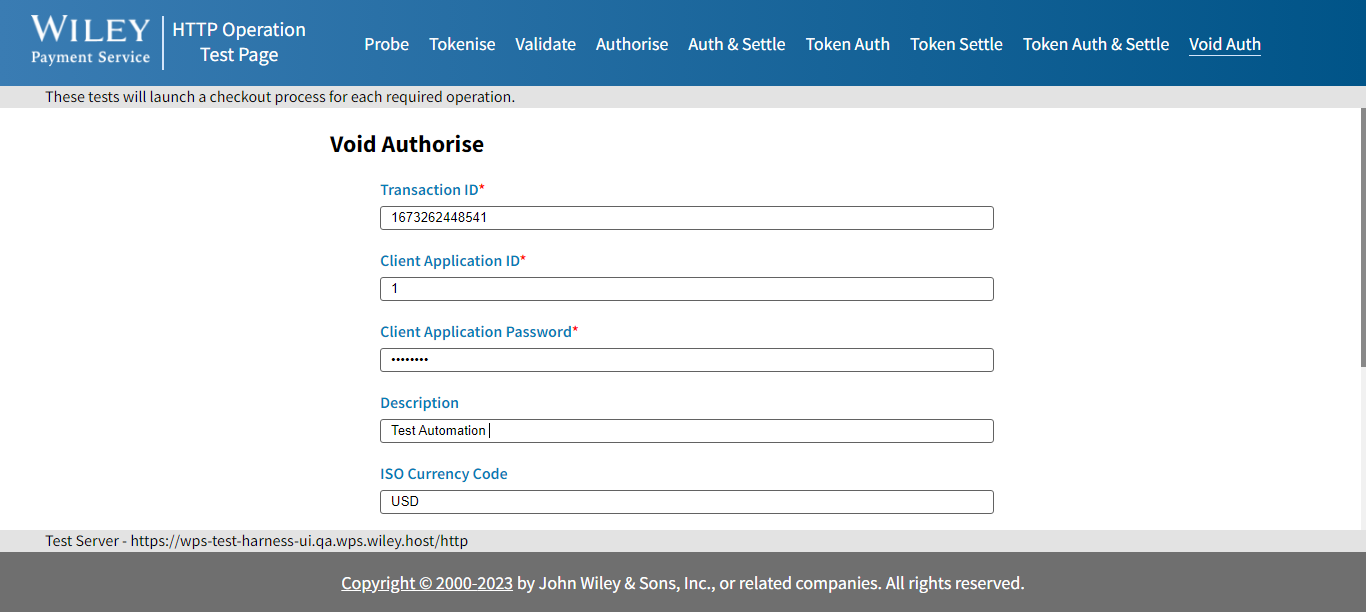 WILEY
Payment Service
HTTP Operation
Test Page
Probe Tokenise Validate Authorise Auth & Settle Token Auth Token Settle Token Auth & Settle Void Auth
These tests will launch a checkout process for each required operation.
Void Authorise
Transaction ID*
1673262448541
Client Application ID*
1
Client Application Password*
••••••••
Description
Test Automation
ISO Currency Code
USD
Test Server - https://wps-test-harness-ui.qa.wps.wiley.host/http
Copyright © 2000-2023 by John Wiley & Sons, Inc., or related companies. All rights reserved.